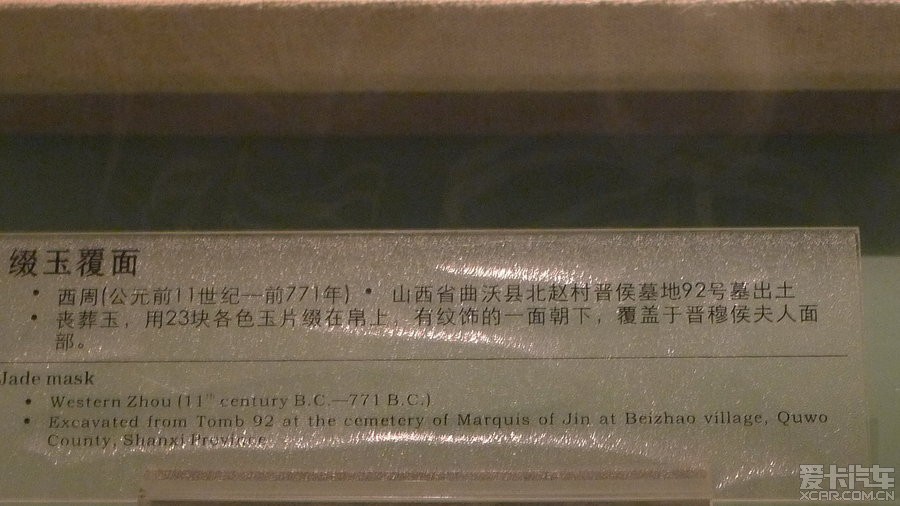 缀玉覆面
• 西周(公元前11世纪—前771年) • 山西省曲沃县北赵村晋侯墓地92号墓出土
• 丧葬玉，用23块各色玉片缀在帛上，有纹饰的一面朝下，覆盖于晋穆侯夫人面
部。
Jade mask
• Western Zhou (11th century B.C.—771 B.C.)
• Excavated from Tomb 92 at the cemetery of Marquis of Jin at Beizhao village, Quwo
County, Shanxi Province
爱卡汽车
XCAR.COM.CN